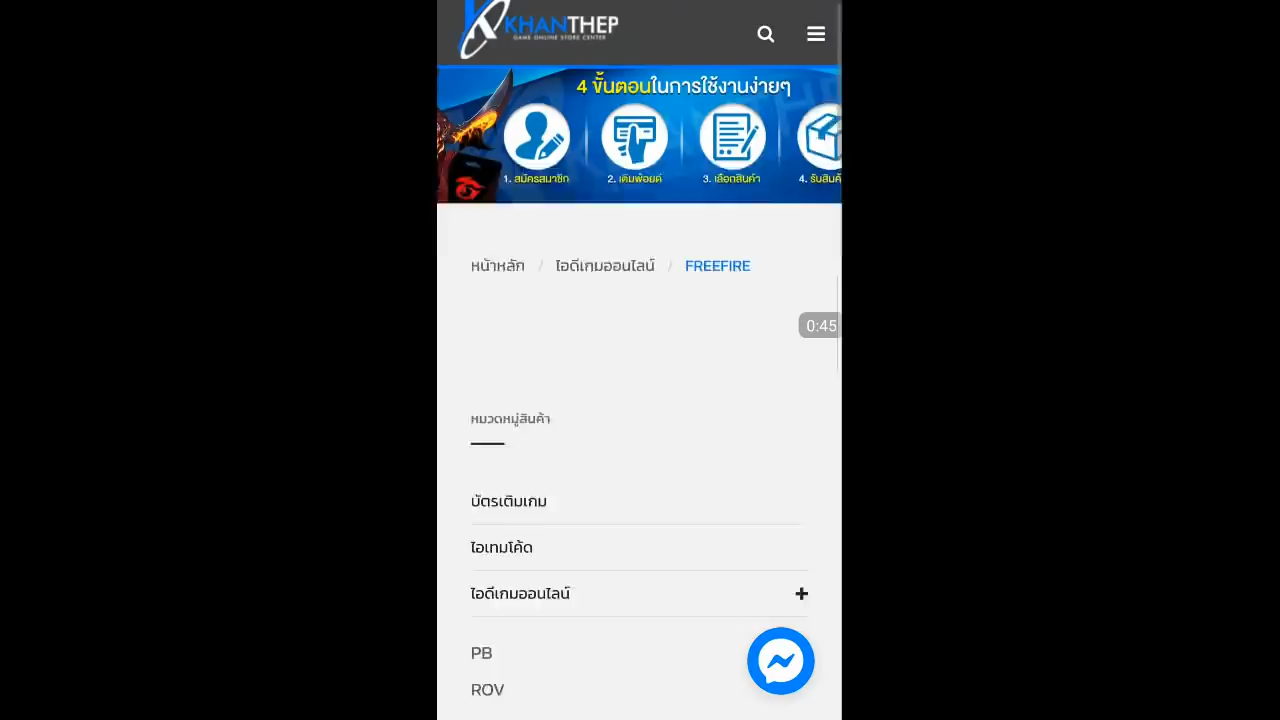 KHANTHEP
GAME ONLINE STORE CENTER
4 ขั้นตอนในการใช้งานง่ายๆ
1. สมัครสมาชิก 2. เติมพ้อยต์ 3. เลือกสินค้า 4. รับสินค้
หน้าหลัก / ไอดีเกมออนไลน์ / FREEFIRE
0:45
หมวดหมู่สินค้า
บัตรเติมเกม
ไอเทมโค้ด
ไอดีเกมออนไลน์ +
PB
ROV